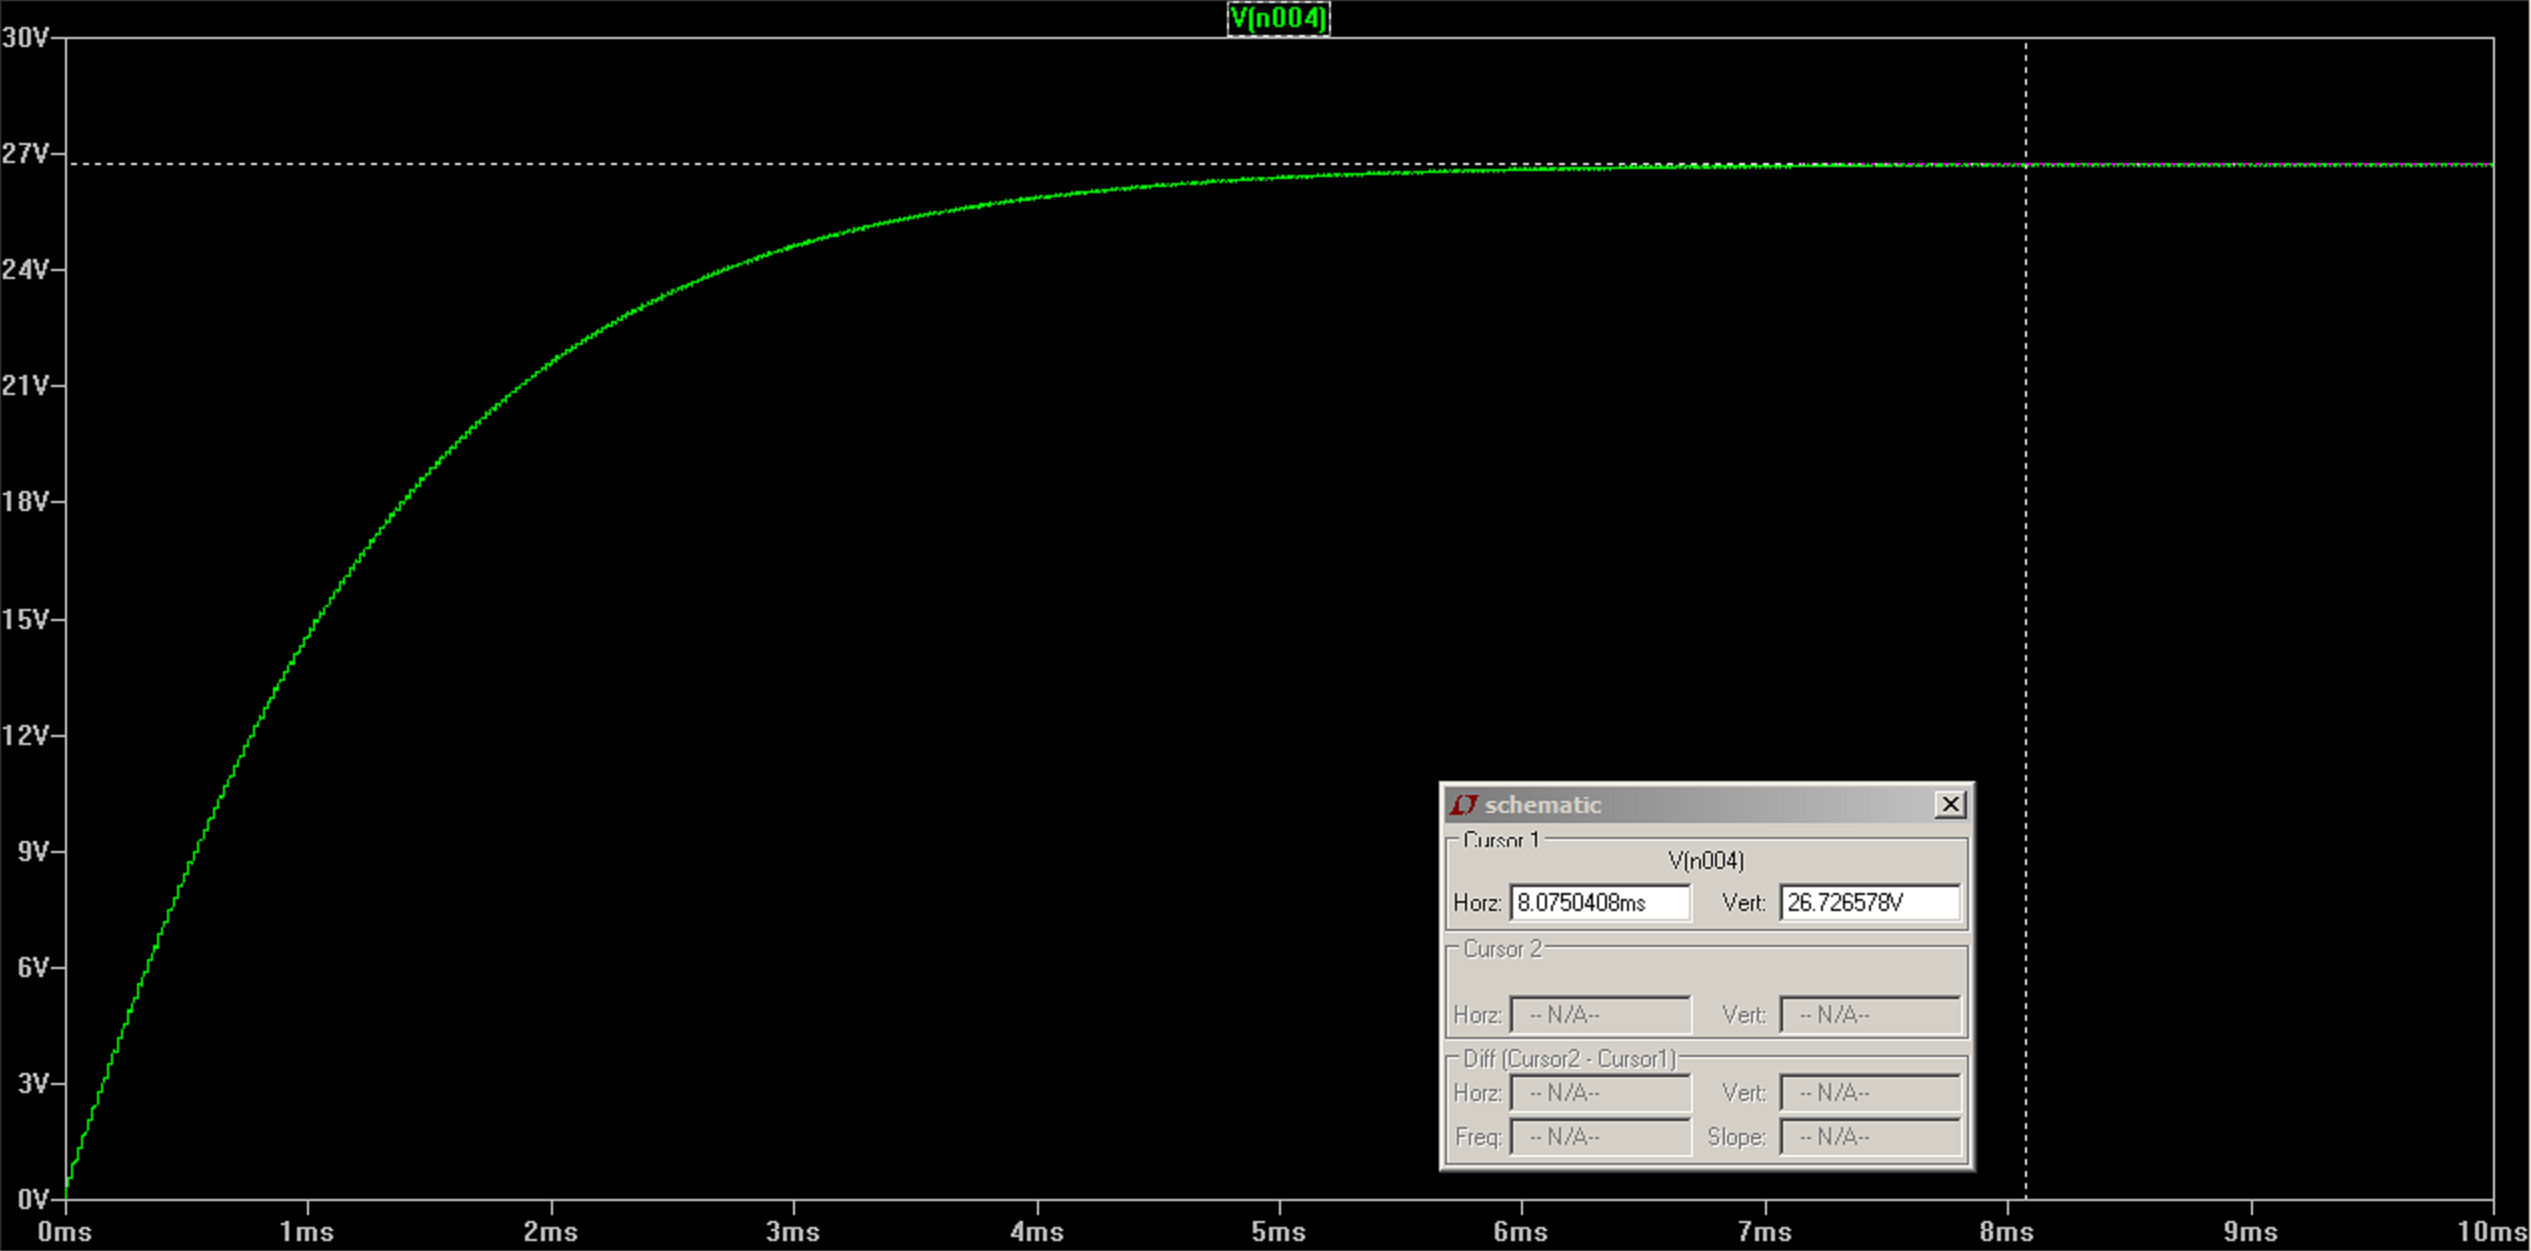 V(n004)
30V
27V
24V
21V
18V
15V
12V
9V
6V
3V
0V
schematic
Cursor 1
V(n004)
Horz: 8.0750408ms Vert: 26.726578V
Cursor 2
Horz: -- N/A-- Vert: -- N/A--
Diff (Cursor2 - Cursor1)
Horz: -- N/A-- Vert: -- N/A--
Freq: -- N/A-- Slope: -- N/A--
0ms 1ms 2ms 3ms 4ms 5ms 6ms 7ms 8ms 9ms 10ms